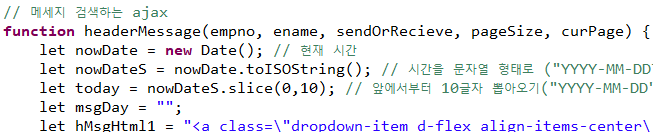 // 메세지 검색하는 ajax
function headerMessage(empno, ename, sendOrRecieve, pageSize, curPage) {
let nowDate = new Date(); // 현재 시간
let nowDateS = nowDate.toISOString(); // 시간을 문자열 형태로 ("YYYY-MM-DD
let today = nowDateS.slice(0,10); // 앞에서부터 10글자 뽑아오기("YYYY-MM-DD"
let msgDay = "";
let hMsgHtml1 = "<a class=\"dropdown-item d-flex align-items-center\